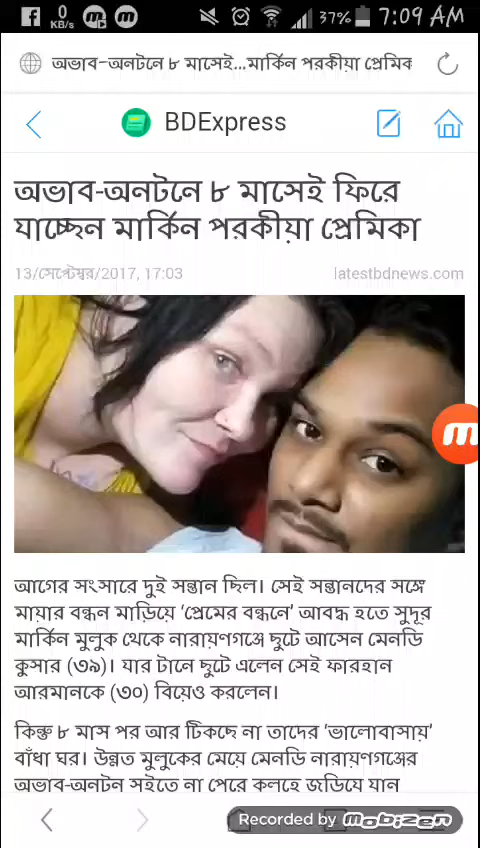 0
KB/s
37%
7:09 AM
অভাব-অনটনে ৮ মাসেই...মার্কিন পরকীয়া প্রেমিক
BDExpress
অভাব-অনটনে ৮ মাসেই ফিরে
যাচ্ছেন মার্কিন পরকীয়া প্রেমিকা
13/সেপ্টেম্বর/2017, 17:03
latestbdnews.com
আগের সংসারে দুই সন্তান ছিল। সেই সন্তানদের সঙ্গে
মায়ার বন্ধন মাড়িয়ে ‘প্রেমের বন্ধনে’ আবদ্ধ হতে সুদূর
মার্কিন মুলুক থেকে নারায়ণগঞ্জে ছুটে আসেন মেনডি
কুসার (৩৯)। যার টানে ছুটে এলেন সেই ফারহান
আরমানকে (৩০) বিয়েও করলেন।
কিন্তু ৮ মাস পর আর টিকছে না তাদের ‘ভালোবাসায়’
বাঁধা ঘর। উন্নত মুলুকের মেয়ে মেনডি নারায়ণগঞ্জের
অভাব-অনটন সইতে না পেরে কলহে জড়িয়ে যান
Recorded by mobizen